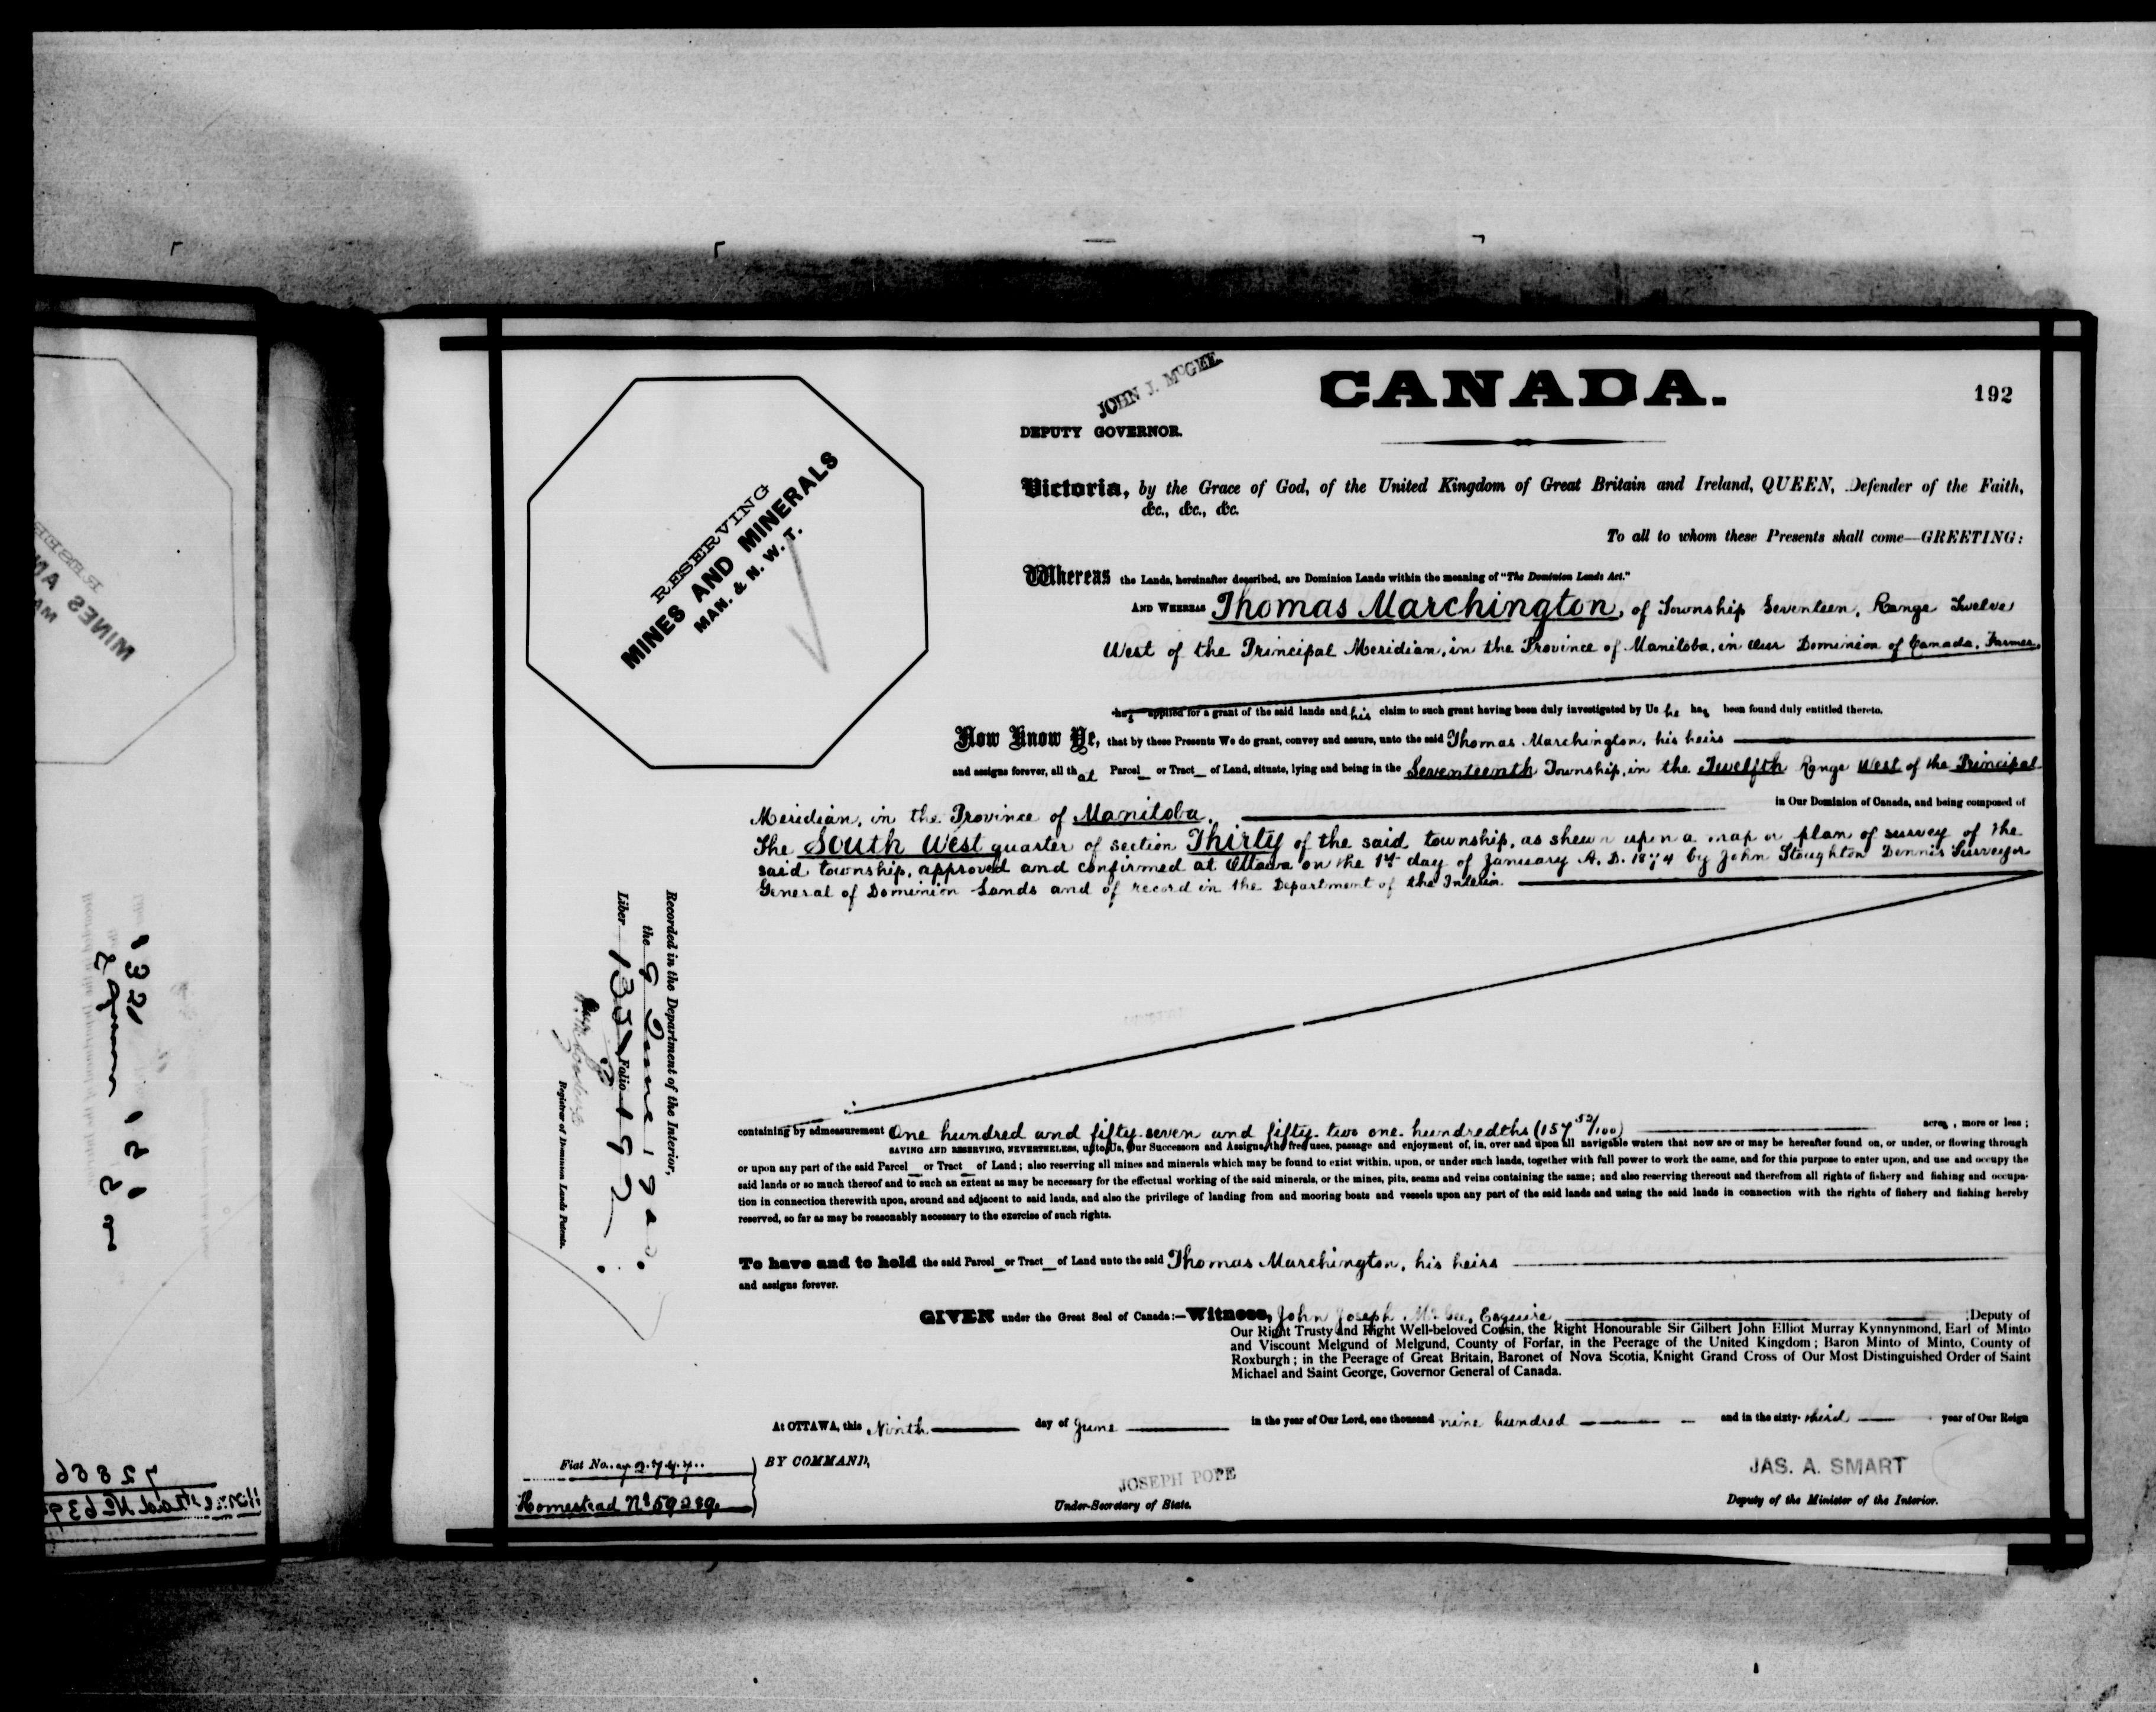 CANADA.
192
JOHN J. McGEE.
DEPUTY GOVERNOR.
RESERVING
MINES AND MINERALS
MAN. & N. W. T.
Victoria, by the Grace of God, of the United Kingdom of Great Britain and Ireland, QUEEN, Defender of the Faith,
&c., &c., &c.
To all to whom these Presents shall come—GREETING:
Whereas the Lands, hereinafter described, are Dominion Lands within the meaning of "The Dominion Lands Act."
AND WHEREAS Thomas Marchington, of Township Seventeen, Range Twelve
West of the Principal Meridian, in the Province of Manitoba, in Our Dominion of Canada, Farmer,
has applied for a grant of the said lands and his claim to such grant having been duly investigated by Us he has been found duly entitled thereto.
Now Know Ye, that by these Presents We do grant, convey and assure, unto the said Thomas Marchington, his heirs
and assigns forever, all that Parcel or Tract of Land, situate, lying and being in the Seventeenth Township, in the Twelfth Range West of the Principal
Meridian, in the Province of Manitoba, in Our Dominion of Canada, and being composed of
The South West quarter of section Thirty of the said township, as shewn upon a map or plan of survey of the
said township, approved and confirmed at Ottawa on the 1st day of January A. D. 1874 by John Stoughton Dennis Surveyor
General of Dominion Lands and of record in the Department of the Interior.
Recorded in the Department of the Interior,
the 9 June 1900.
Liber Folio 192
Registrar of Dominion Lands Patents.
containing by admeasurement One hundred and fifty seven and fifty two one hundredths (157 52/100) acres, more or less;
SAVING AND RESERVING, NEVERTHELESS, unto Us, Our Successors and Assigns, the free uses, passage and enjoyment of, in, over and upon all navigable waters that now are or may be hereafter found on, or under, or flowing through
or upon any part of the said Parcel or Tract of Land; also reserving all mines and minerals which may be found to exist within, upon, or under such lands, together with full power to work the same, and for this purpose to enter upon, and use and occupy the
said lands or so much thereof and to such an extent as may be necessary for the effectual working of the said minerals, or the mines, pits, seams and veins containing the same; and also reserving thereout and therefrom all rights of fishery and fishing and occupa-
tion in connection therewith upon, around and adjacent to said lands, and also the privilege of landing from and mooring boats and vessels upon any part of the said lands and using the said lands in connection with the rights of fishery and fishing hereby
reserved, so far as may be reasonably necessary to the exercise of such rights.
To have and to hold the said Parcel or Tract of Land unto the said Thomas Marchington, his heirs
and assigns forever.
GIVEN under the Great Seal of Canada:—Witness, John Joseph McGee, Esquire, Deputy of
Our Right Trusty and Right Well-beloved Cousin, the Right Honourable Sir Gilbert John Elliot Murray Kynnynmond, Earl of Minto
and Viscount Melgund of Melgund, County of Forfar, in the Peerage of the United Kingdom; Baron Minto of Minto, County of
Roxburgh; in the Peerage of Great Britain, Baronet of Nova Scotia, Knight Grand Cross of Our Most Distinguished Order of Saint
Michael and Saint George, Governor General of Canada.
At OTTAWA, this Ninth day of June in the year of Our Lord, one thousand nine hundred and in the sixty-third year of Our Reign
BY COMMAND,
Fiat No.
Homestead No 59289.
JOSEPH POPE
Under-Secretary of State.
JAS. A. SMART
Deputy of the Minister of the Interior.